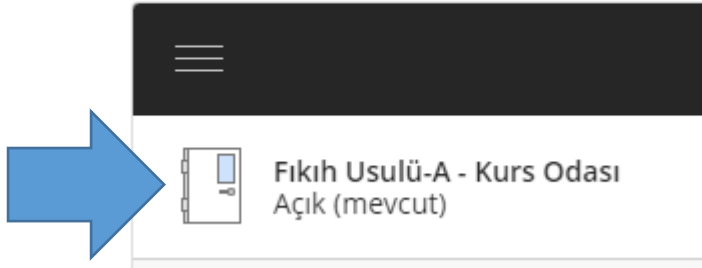 Fıkıh Usulü-A - Kurs Odası
Açık (mevcut)